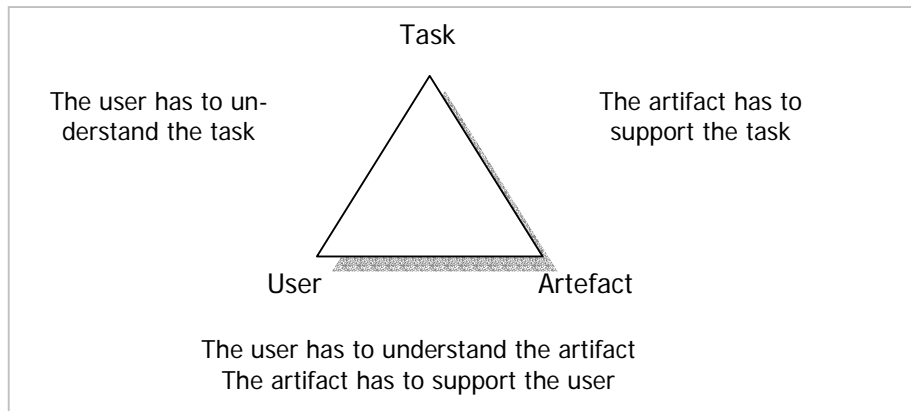 Task
The user has to un-
derstand the task
The artifact has to
support the task
User
Artefact
The user has to understand the artifact
The artifact has to support the user